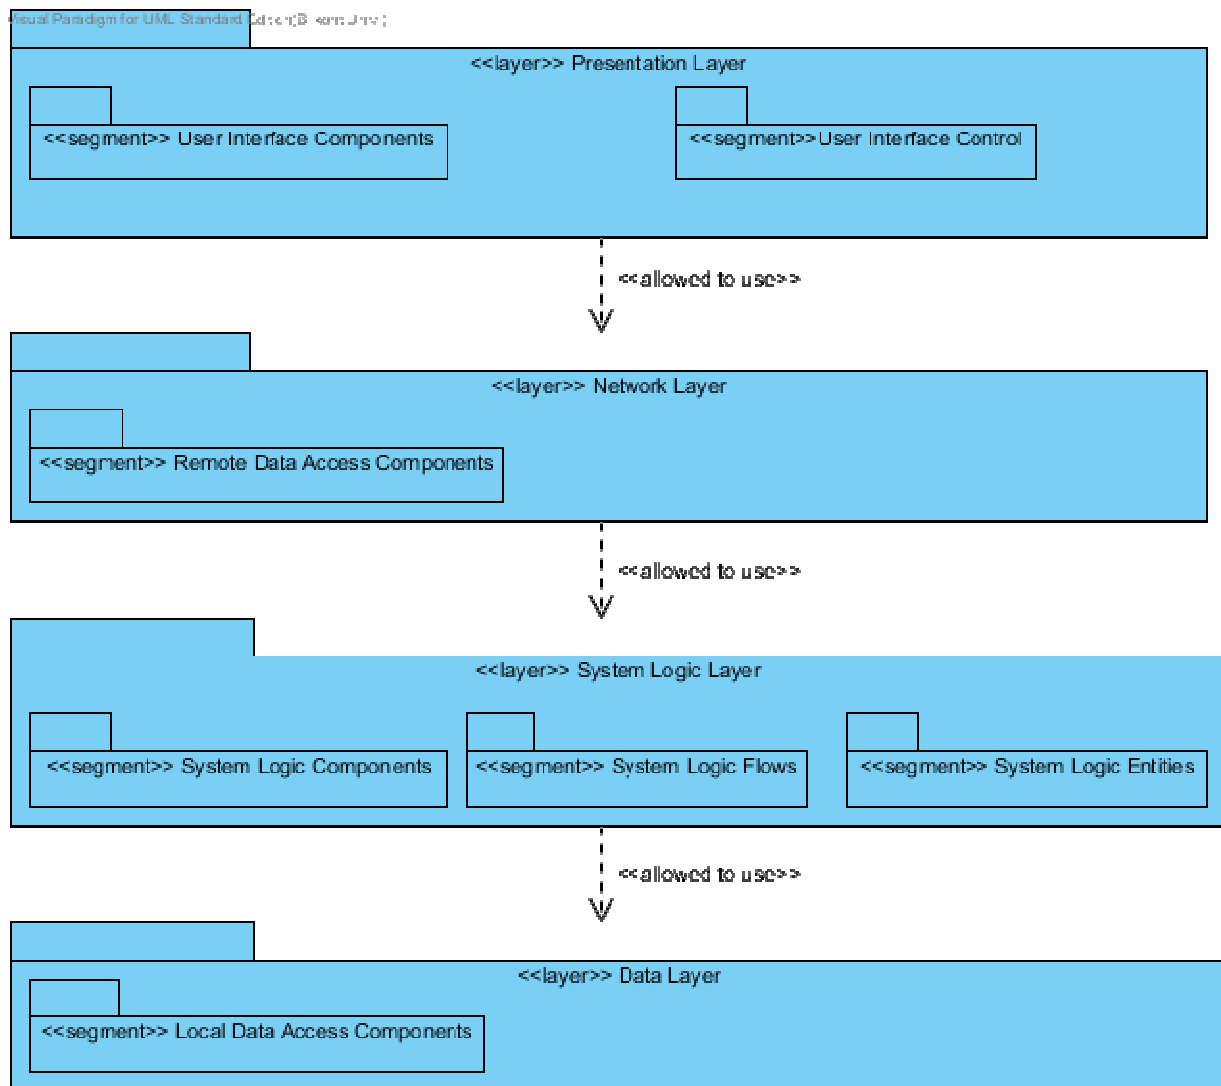 Visual Paradigm for UML Standard Edition(Bilkent Univ.)
<<layer>> Presentation Layer
<<segment>> User Interface Components
<<segment>>User Interface Control
<<allowed to use>>
<<layer>> Network Layer
<<segment>> Remote Data Access Components
<<allowed to use>>
<<layer>> System Logic Layer
<<segment>> System Logic Components
<<segment>> System Logic Flows
<<segment>> System Logic Entities
<<allowed to use>>
<<layer>> Data Layer
<<segment>> Local Data Access Components